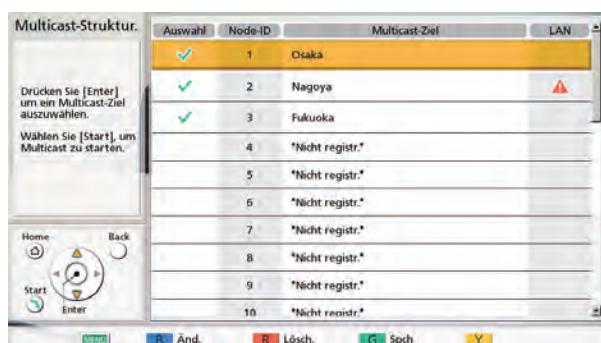 Multicast-Struktur.
Drücken Sie [Enter]
um ein Multicast-Ziel
auszuwählen.
Wählen Sie [Start], um
Multicast zu starten.
Home
Back
Start
Enter
Auswahl Node-ID Multicast-Ziel LAN
1 Osaka
2 Nagoya
3 Fukuoka
4 *Nicht registr.*
5 *Nicht registr.*
6 *Nicht registr.*
7 *Nicht registr.*
8 *Nicht registr.*
9 *Nicht registr.*
10 *Nicht registr.*
MENU B Änd. R Lösch. G Spch Y